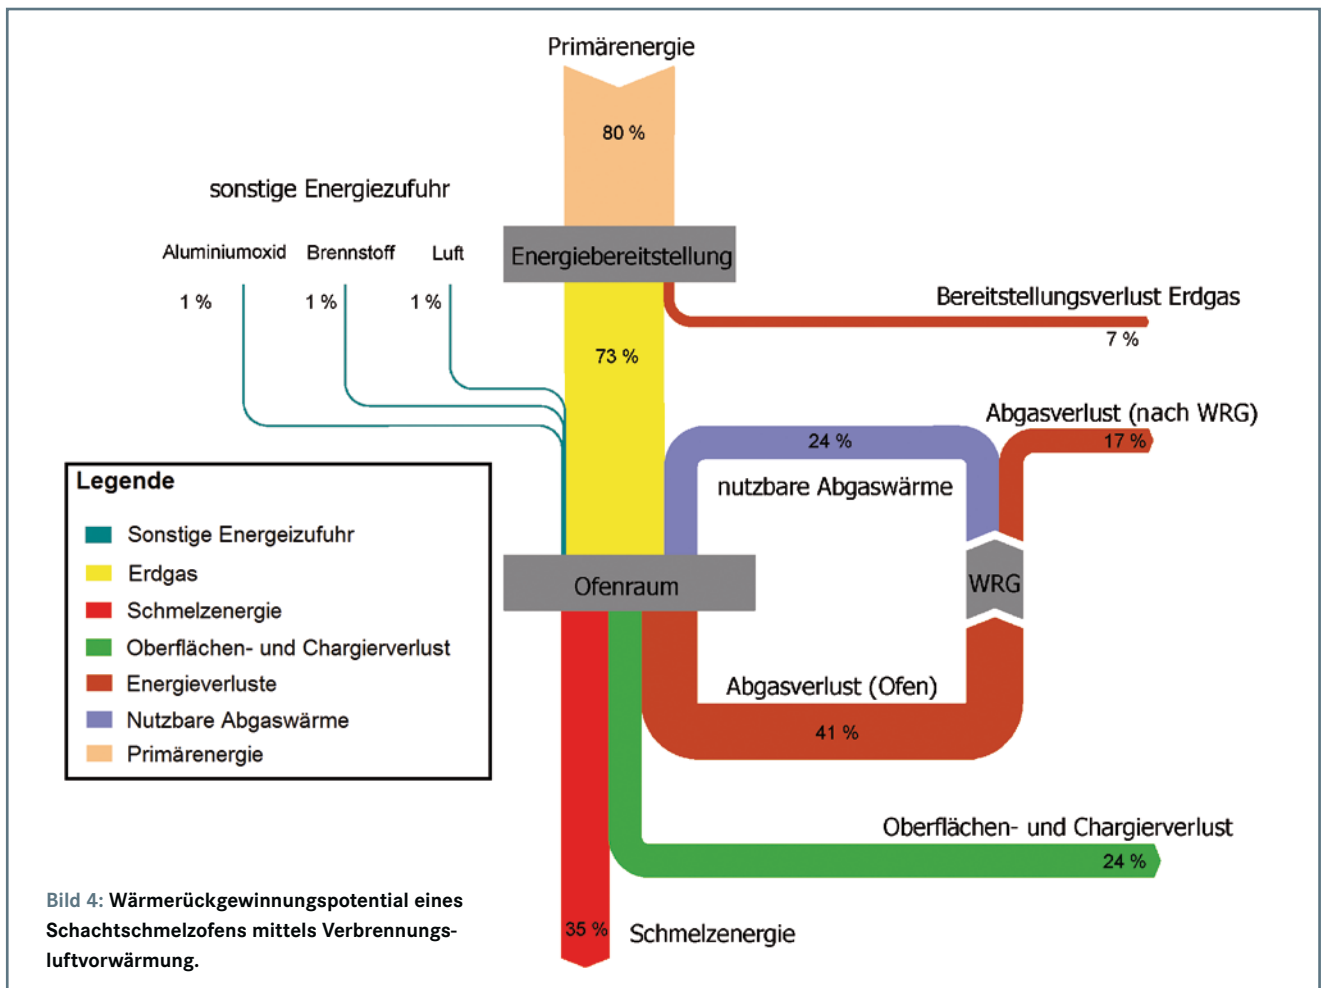 Primärenergie
80 %
sonstige Energiezufuhr
Aluminiumoxid
Brennstoff
Luft
1 %
1 %
1 %
Energiebereitstellung
Bereitstellungsverlust Erdgas
7 %
73 %
Abgasverlust (nach WRG)
17 %
24 %
nutzbare Abgaswärme
Legende
Sonstige Energeizufuhr
Erdgas
Schmelzenergie
Oberflächen- und Chargierverlust
Energieverluste
Nutzbare Abgaswärme
Primärenergie
Ofenraum
WRG
Abgasverlust (Ofen)
41 %
Oberflächen- und Chargierverlust
24 %
35 %
Schmelzenergie
Bild 4: Wärmerückgewinnungspotential eines
Schachtschmelzofens mittels Verbrennungs-
luftvorwärmung.